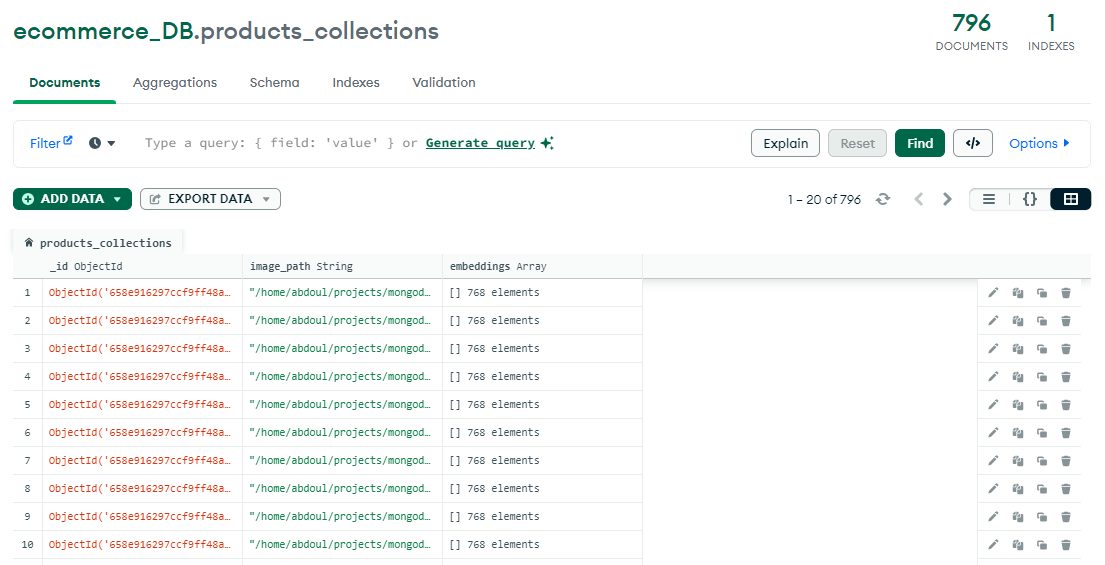 ecommerce_DB.products_collections
796
DOCUMENTS
1
INDEXES
Documents Aggregations Schema Indexes Validation
Filter Type a query: { field: 'value' } or Generate query Explain Reset Find </> Options
ADD DATA EXPORT DATA 1 – 20 of 796 {}
products_collections
_id ObjectId image_path String embeddings Array
1 ObjectId('658e916297ccf9ff48a… "/home/abdoul/projects/mongod… [] 768 elements
2 ObjectId('658e916297ccf9ff48a… "/home/abdoul/projects/mongod… [] 768 elements
3 ObjectId('658e916297ccf9ff48a… "/home/abdoul/projects/mongod… [] 768 elements
4 ObjectId('658e916297ccf9ff48a… "/home/abdoul/projects/mongod… [] 768 elements
5 ObjectId('658e916297ccf9ff48a… "/home/abdoul/projects/mongod… [] 768 elements
6 ObjectId('658e916297ccf9ff48a… "/home/abdoul/projects/mongod… [] 768 elements
7 ObjectId('658e916297ccf9ff48a… "/home/abdoul/projects/mongod… [] 768 elements
8 ObjectId('658e916297ccf9ff48a… "/home/abdoul/projects/mongod… [] 768 elements
9 ObjectId('658e916297ccf9ff48a… "/home/abdoul/projects/mongod… [] 768 elements
10 ObjectId('658e916297ccf9ff48a… "/home/abdoul/projects/mongod… [] 768 elements